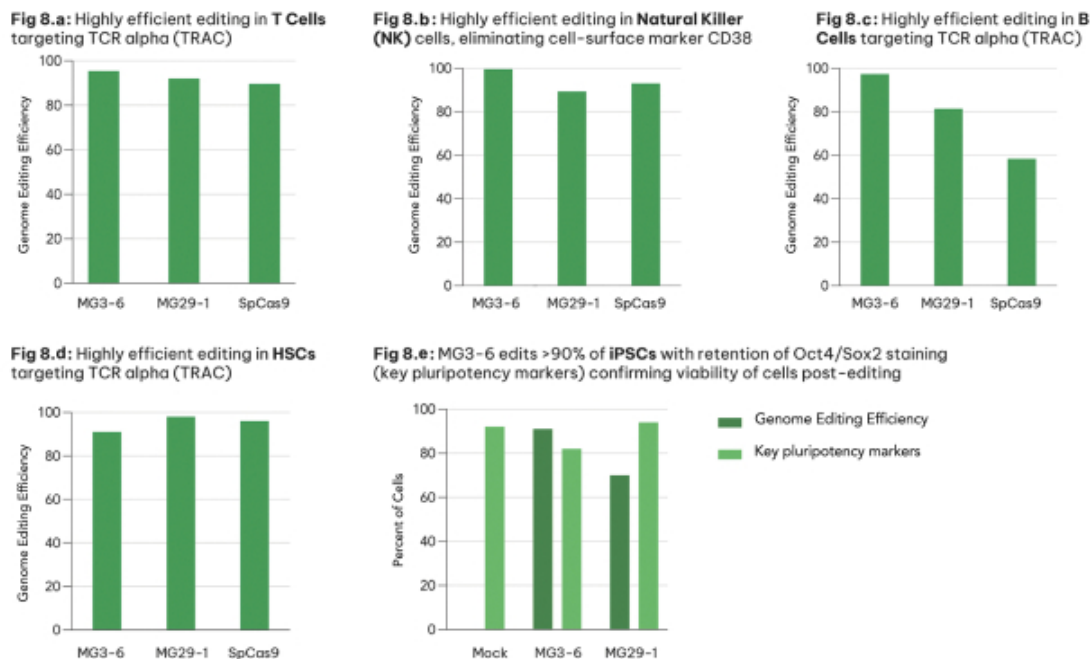 Fig 8.a: Highly efficient editing in T Cells
targeting TCR alpha (TRAC)
Genome Editing Efficiency
100
80
60
40
20
0
MG3-6 MG29-1 SpCas9
Fig 8.b: Highly efficient editing in Natural Killer
(NK) cells, eliminating cell-surface marker CD38
Genome Editing Efficiency
100
80
60
40
20
0
MG3-6 MG29-1 SpCas9
Fig 8.c: Highly efficient editing in B
Cells targeting TCR alpha (TRAC)
Genome Editing Efficiency
100
80
60
40
20
0
MG3-6 MG29-1 SpCas9
Fig 8.d: Highly efficient editing in HSCs
targeting TCR alpha (TRAC)
Genome Editing Efficiency
100
80
60
40
20
0
MG3-6 MG29-1 SpCas9
Fig 8.e: MG3-6 edits >90% of iPSCs with retention of Oct4/Sox2 staining
(key pluripotency markers) confirming viability of cells post-editing
Percent of Cells
100
80
60
40
20
0
Mock MG3-6 MG29-1
Genome Editing Efficiency
Key pluripotency markers